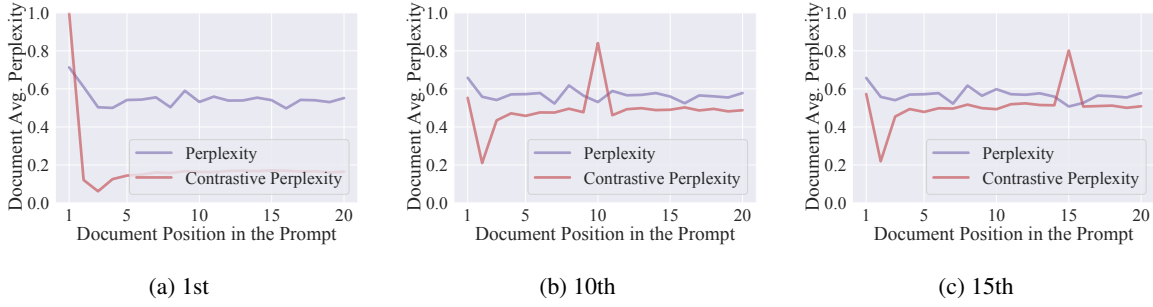 Document Avg. Perplexity
1.0
0.8
0.6
0.4
0.2
0.0
Perplexity
Contrastive Perplexity
1 5 10 15 20
Document Position in the Prompt
(a) 1st
Document Avg. Perplexity
1.0
0.8
0.6
0.4
0.2
0.0
Perplexity
Contrastive Perplexity
1 5 10 15 20
Document Position in the Prompt
(b) 10th
Document Avg. Perplexity
1.0
0.8
0.6
0.4
0.2
0.0
Perplexity
Contrastive Perplexity
1 5 10 15 20
Document Position in the Prompt
(c) 15th